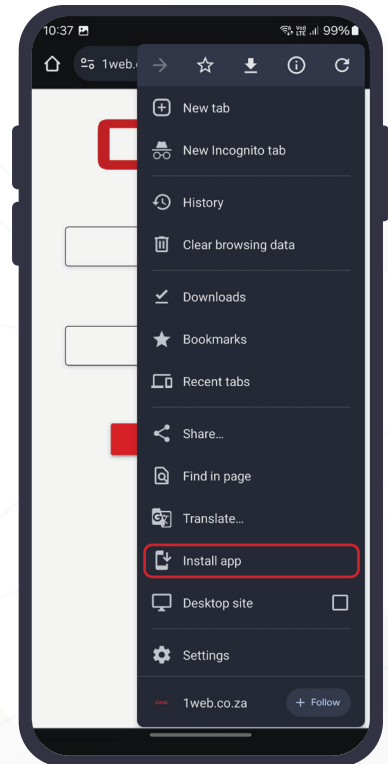 10:37 99%
1web.
New tab
New Incognito tab
History
Clear browsing data
Downloads
Bookmarks
Recent tabs
Share...
Find in page
Translate...
Install app
Desktop site
Settings
1web.co.za + Follow